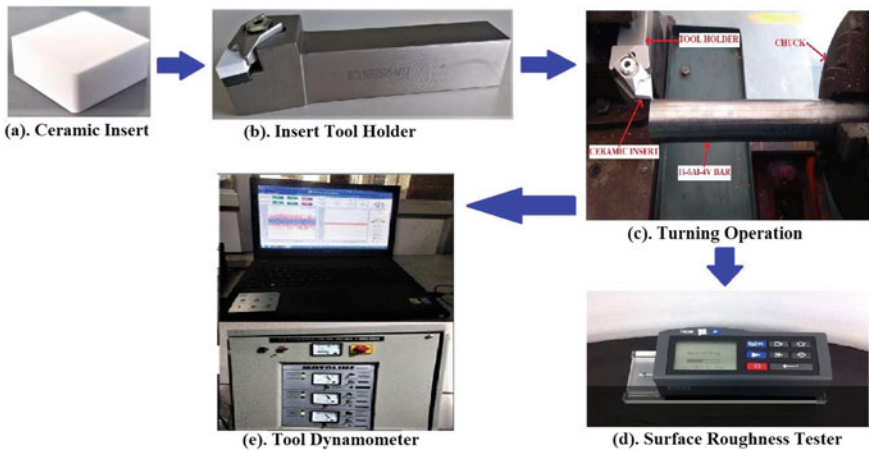 (a). Ceramic Insert
(b). Insert Tool Holder
TOOL HOLDER
CHUCK
CERAMIC INSERT
Ti-6Al-4V BAR
(c). Turning Operation
(e). Tool Dynamometer
(d). Surface Roughness Tester